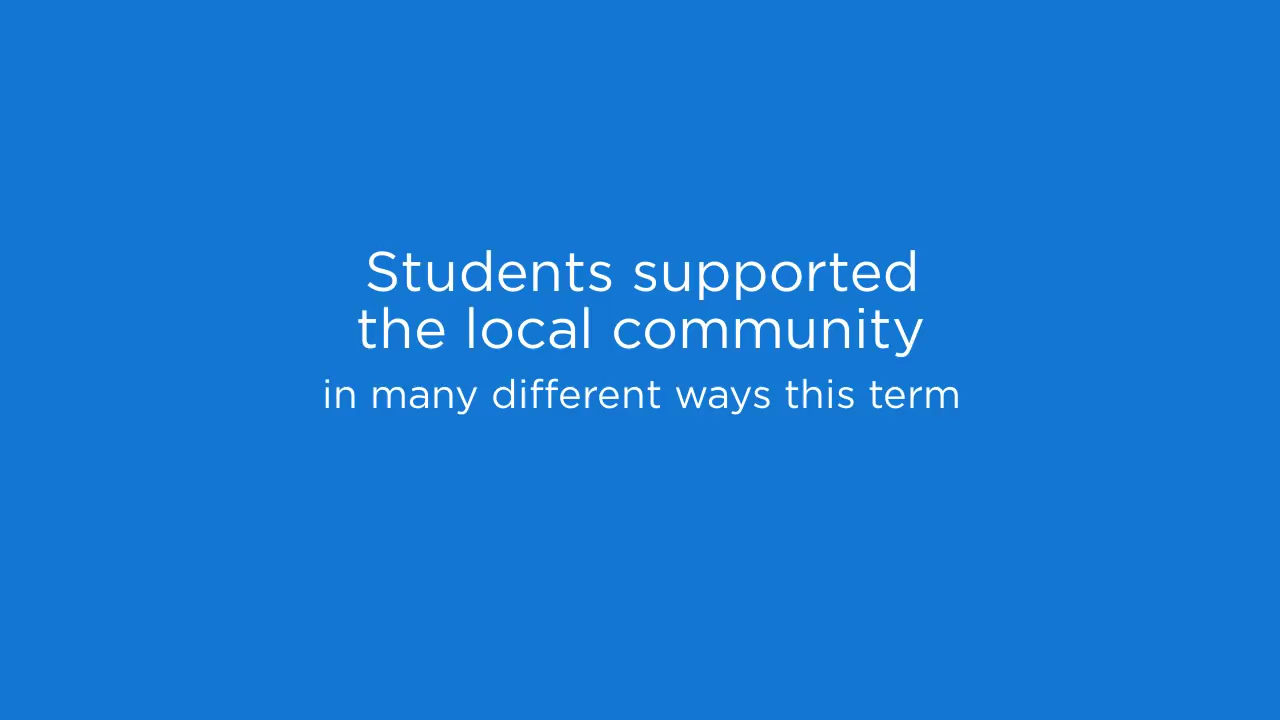 Students supported
the local community
in many different ways this term